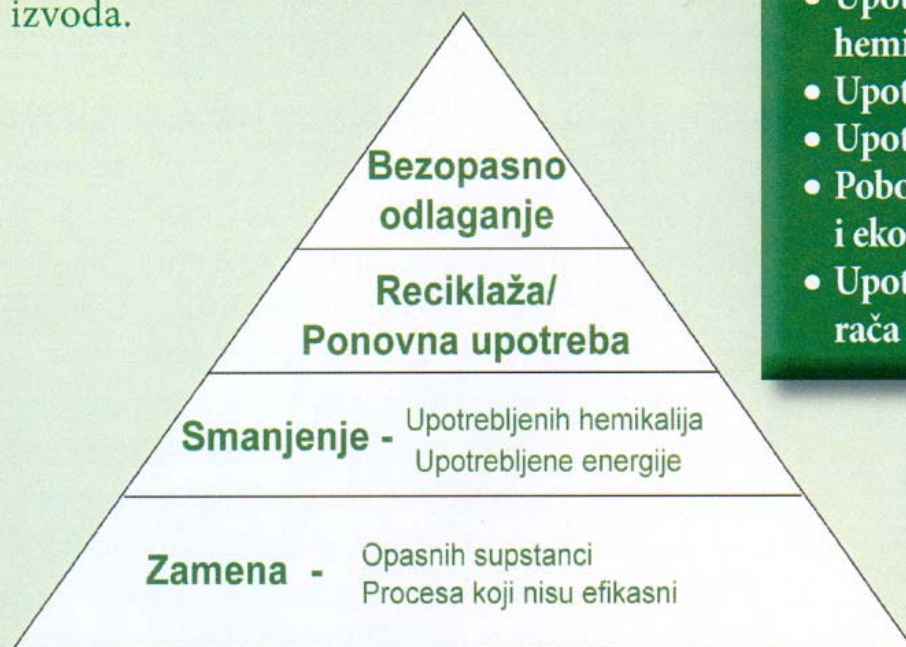 izvoda.
Bezopasno
odlaganje
Reciklaža/
Ponovna upotreba
Smanjenje - Upotrebljenih hemikalija
Upotrebljene energije
Zamena - Opasnih supstanci
Procesa koji nisu efikasni
i eko
rača